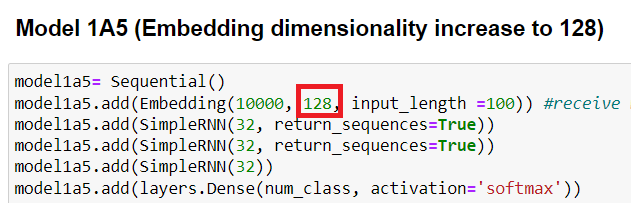 Model 1A5 (Embedding dimensionality increase to 128)
model1a5= Sequential()
model1a5.add(Embedding(10000, 128, input_length =100)) #receive
model1a5.add(SimpleRNN(32, return_sequences=True))
model1a5.add(SimpleRNN(32, return_sequences=True))
model1a5.add(SimpleRNN(32))
model1a5.add(layers.Dense(num_class, activation='softmax'))